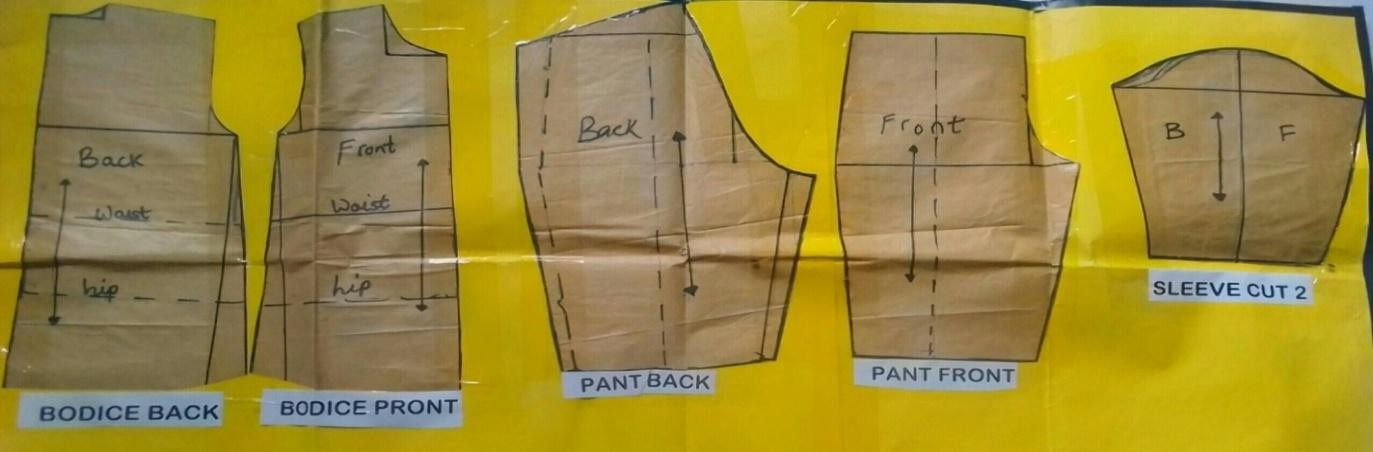 Back
Waist
hip
BODICE BACK
Front
Waist
hip
BODICE PRONT
Back
PANT BACK
Front
PANT FRONT
B
F
SLEEVE CUT 2